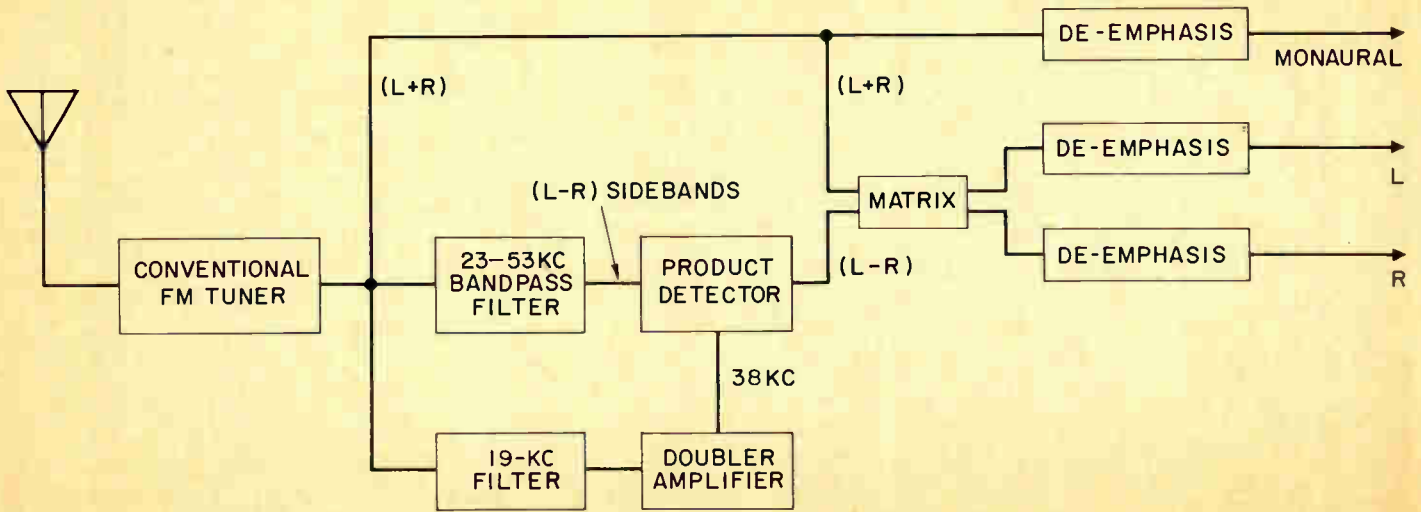 DE-EMPHASIS
MONAURAL
(L+R)
(L+R)
DE-EMPHASIS
L
(L-R) SIDEBANDS
MATRIX
CONVENTIONAL
FM TUNER
23-53KC
BANDPASS
FILTER
PRODUCT
DETECTOR
(L-R)
DE-EMPHASIS
R
38KC
19-KC
FILTER
DOUBLER
AMPLIFIER